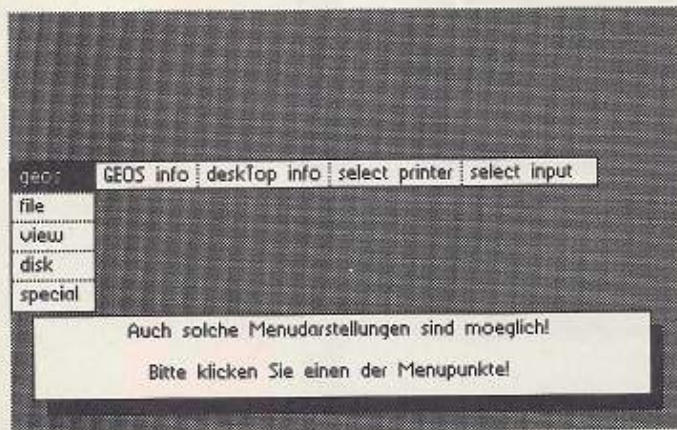 geos GEOS info deskTop info select printer select input
file
view
disk
special
Auch solche Menudarstellungen sind moeglich!
Bitte klicken Sie einen der Menupunkte!